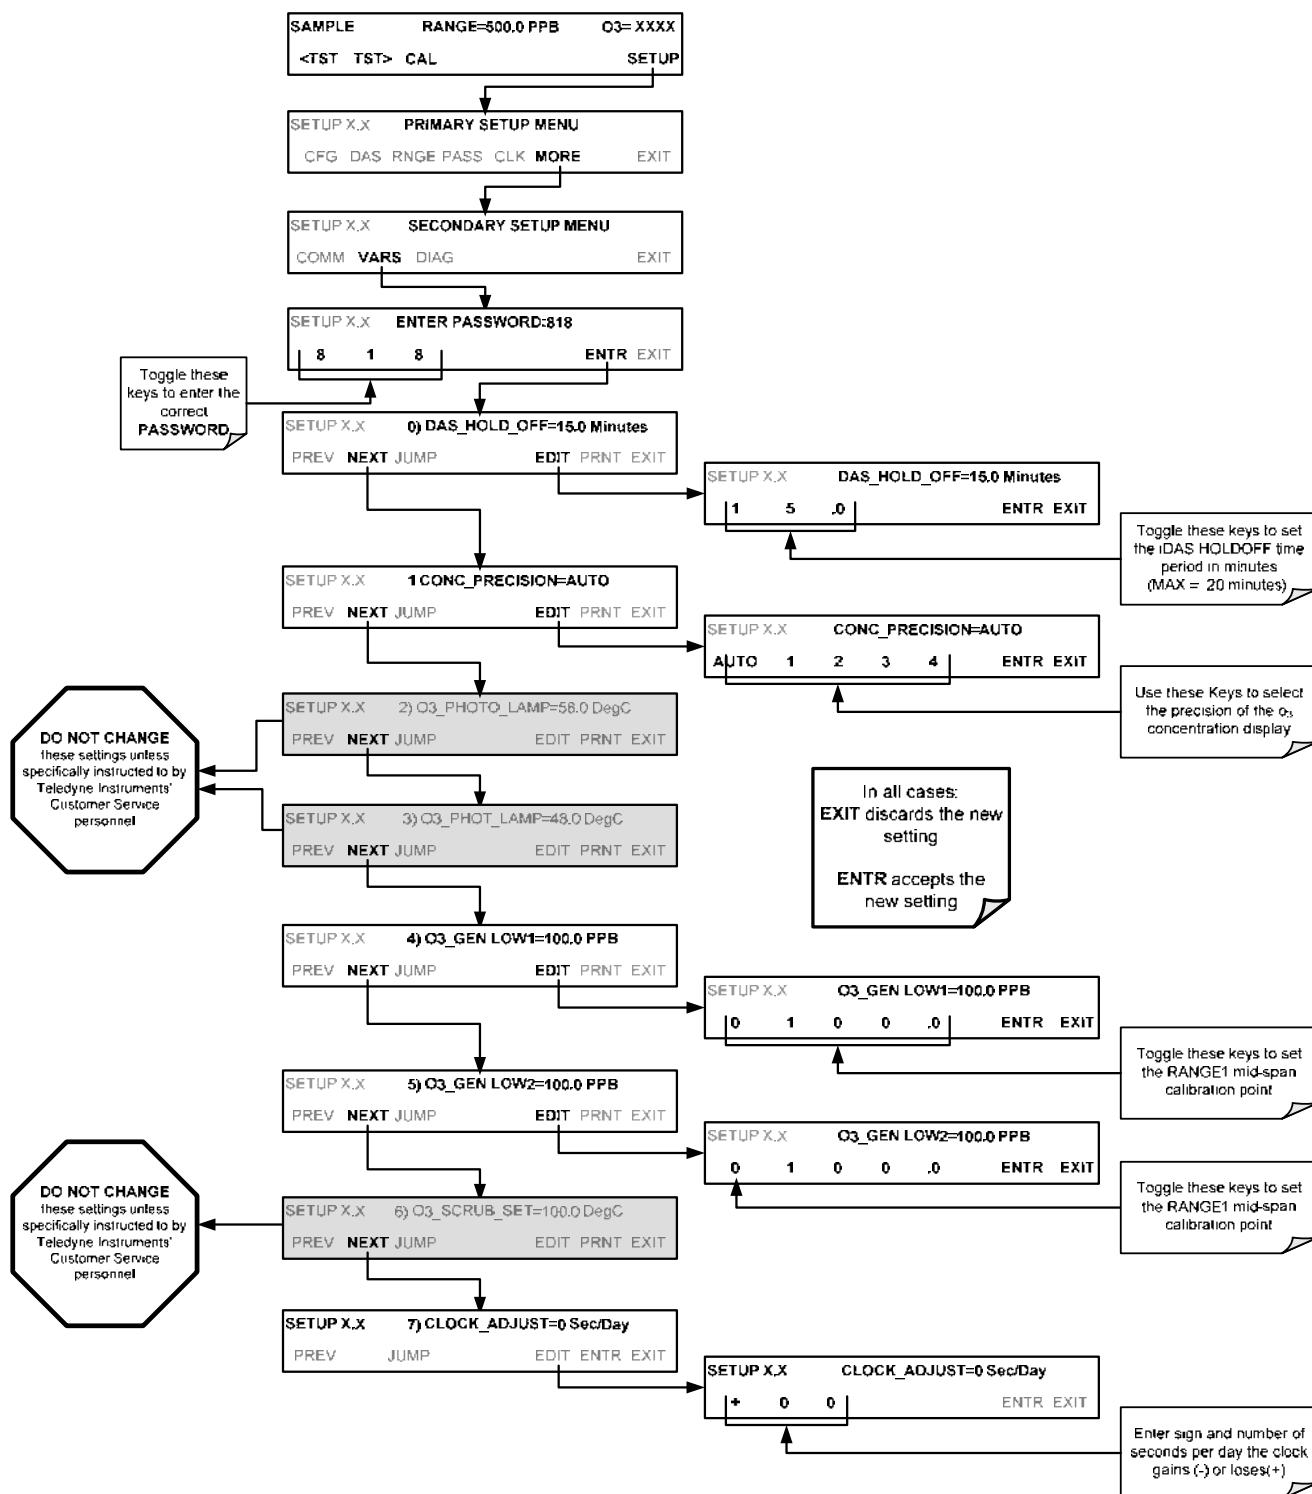 SAMPLE RANGE=500.0 PPB O3= XXXX
<TST TST> CAL SETUP
SETUP X.X PRIMARY SETUP MENU
CFG DAS RNGE PASS CLK MORE EXIT
SETUP X.X SECONDARY SETUP MENU
COMM VARS DIAG EXIT
SETUP X.X ENTER PASSWORD:818
8 1 8 ENTR EXIT
Toggle these
keys to enter the
correct
PASSWORD
SETUP X.X 0) DAS_HOLD_OFF=15.0 Minutes
PREV NEXT JUMP EDIT PRNT EXIT
SETUP X.X DAS_HOLD_OFF=15.0 Minutes
1 5 .0 ENTR EXIT
Toggle these keys to set
the iDAS HOLDOFF time
period in minutes
(MAX = 20 minutes)
SETUP X.X 1 CONC_PRECISION=AUTO
PREV NEXT JUMP EDIT PRNT EXIT
SETUP X.X CONC_PRECISION=AUTO
AUTO 1 2 3 4 ENTR EXIT
Use these Keys to select
the precision of the o3
concentration display
SETUP X.X 2) O3_PHOTO_LAMP=56.0 DegC
PREV NEXT JUMP EDIT PRNT EXIT
DO NOT CHANGE
these settings unless
specifically instructed to by
Teledyne Instruments'
Customer Service
personnel
SETUP X.X 3) O3_PHOT_LAMP=48.0 DegC
PREV NEXT JUMP EDIT PRNT EXIT
In all cases:
EXIT discards the new
setting
ENTR accepts the
new setting
SETUP X.X 4) O3_GEN LOW1=100.0 PPB
PREV NEXT JUMP EDIT PRNT EXIT
SETUP X.X O3_GEN LOW1=100.0 PPB
0 1 0 0 .0 ENTR EXIT
Toggle these keys to set
the RANGE1 mid-span
calibration point
SETUP X.X 5) O3_GEN LOW2=100.0 PPB
PREV NEXT JUMP EDIT PRNT EXIT
SETUP X.X O3_GEN LOW2=100.0 PPB
0 1 0 0 .0 ENTR EXIT
Toggle these keys to set
the RANGE1 mid-span
calibration point
DO NOT CHANGE
these settings unless
specifically instructed to by
Teledyne Instruments'
Customer Service
personnel
SETUP X.X 6) O3_SCRUB_SET=100.0 DegC
PREV NEXT JUMP EDIT PRNT EXIT
SETUP X.X 7) CLOCK_ADJUST=0 Sec/Day
PREV JUMP EDIT ENTR EXIT
SETUP X.X CLOCK_ADJUST=0 Sec/Day
+ 0 0 ENTR EXIT
Enter sign and number of
seconds per day the clock
gains (-) or loses(+)